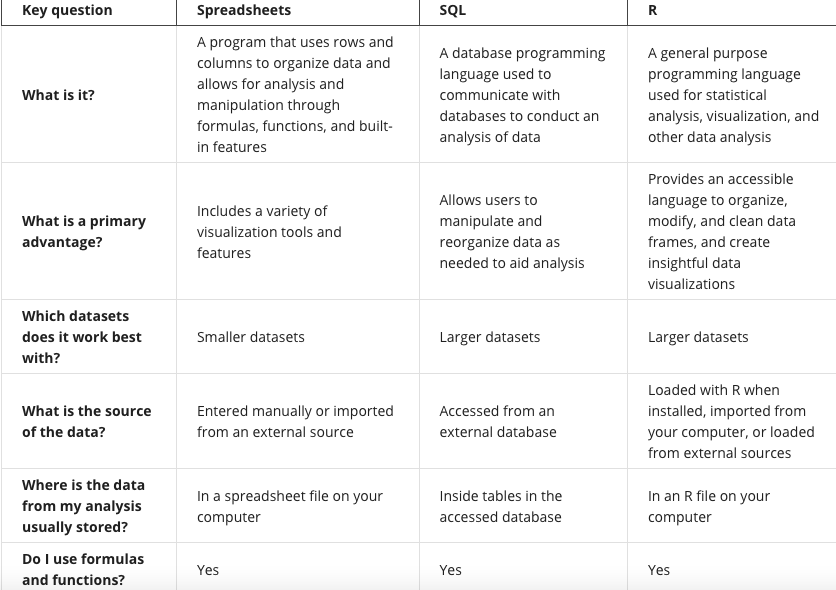 Key question
Spreadsheets
SQL
R
What is it?
A program that uses rows and
columns to organize data and
allows for analysis and
manipulation through
formulas, functions, and built-
in features
A database programming
language used to
communicate with
databases to conduct an
analysis of data
A general purpose
programming language
used for statistical
analysis, visualization, and
other data analysis
What is a primary
advantage?
Includes a variety of
visualization tools and
features
Allows users to
manipulate and
reorganize data as
needed to aid analysis
Provides an accessible
language to organize,
modify, and clean data
frames, and create
insightful data
visualizations
Which datasets
does it work best
with?
Smaller datasets
Larger datasets
Larger datasets
What is the source
of the data?
Entered manually or imported
from an external source
Accessed from an
external database
Loaded with R when
installed, imported from
your computer, or loaded
from external sources
Where is the data
from my analysis
usually stored?
In a spreadsheet file on your
computer
Inside tables in the
accessed database
In an R file on your
computer
Do I use formulas
and functions?
Yes
Yes
Yes